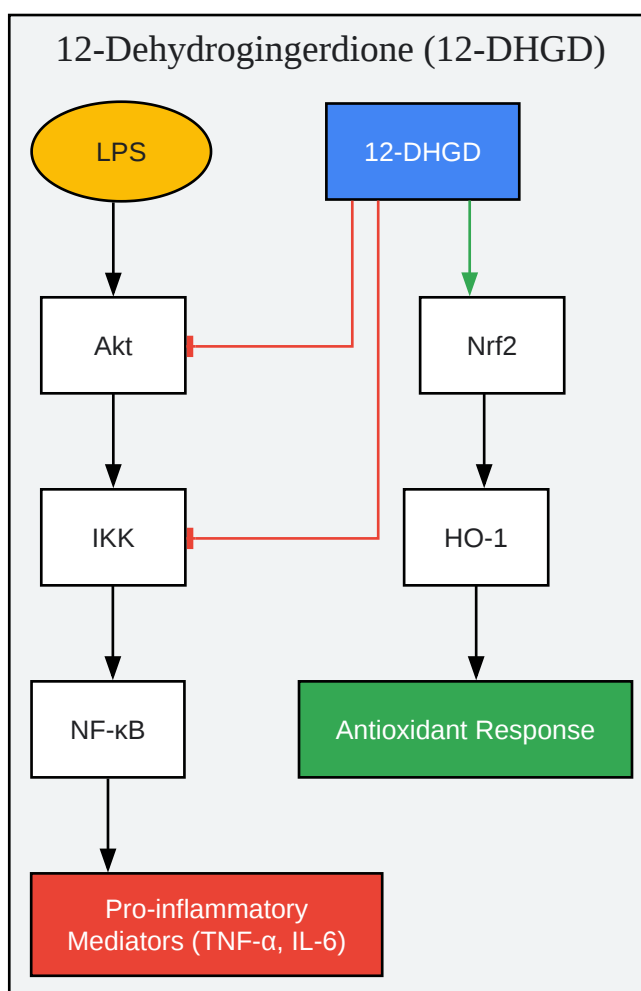 12-Dehydrogingerdione (12-DHGD)
LPS
12-DHGD
Akt
Nrf2
IKK
HO-1
NF-κB
Antioxidant Response
Pro-inflammatory
Mediators (TNF-α, IL-6)